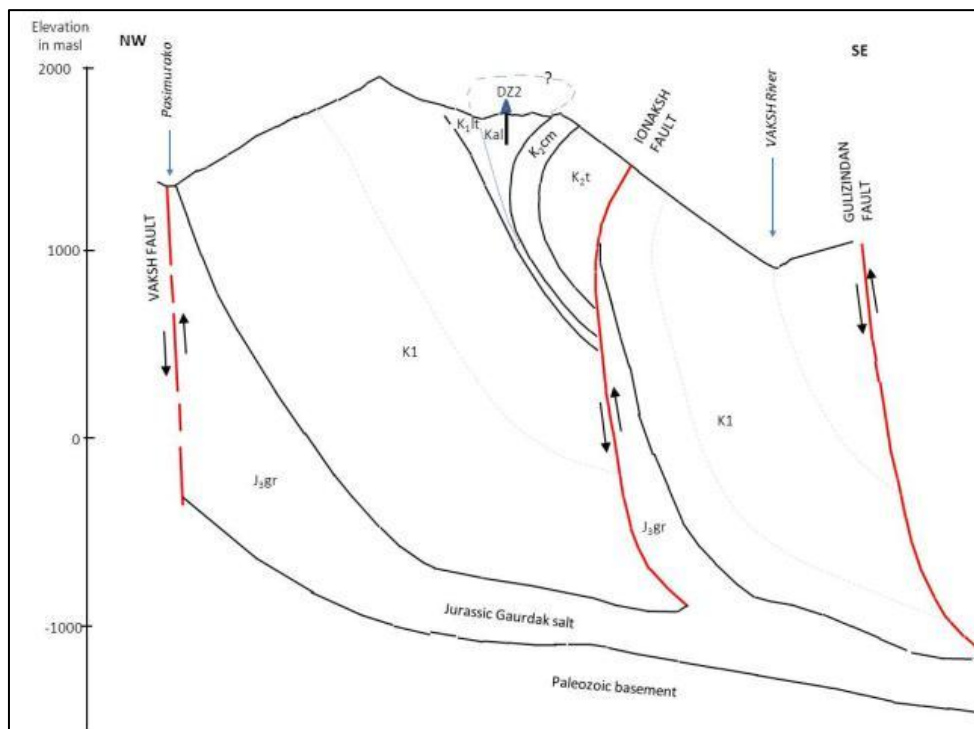 Elevation
in masl
NW
SE
2000
1000
0
-1000
Pasimurako
VAKSH FAULT
?
DZ2
K₁lt
Kal
K₂cm
K₂t
IONAKSH
FAULT
VAKSH River
GULIZINDAN
FAULT
K1
K1
J₃gr
J₃gr
Jurassic Gaurdak salt
Paleozoic basement